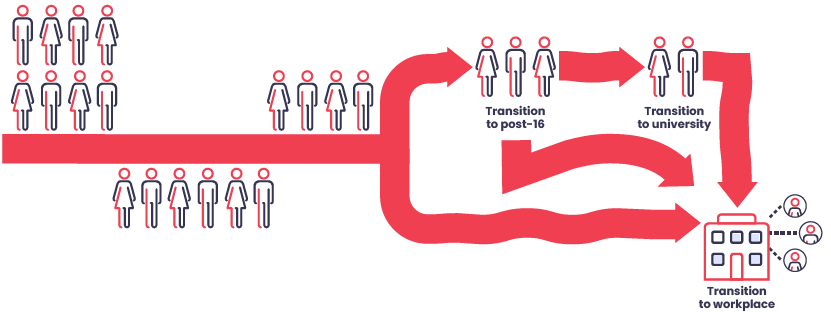 Transition
to post-16
Transition
to university
Transition
to workplace